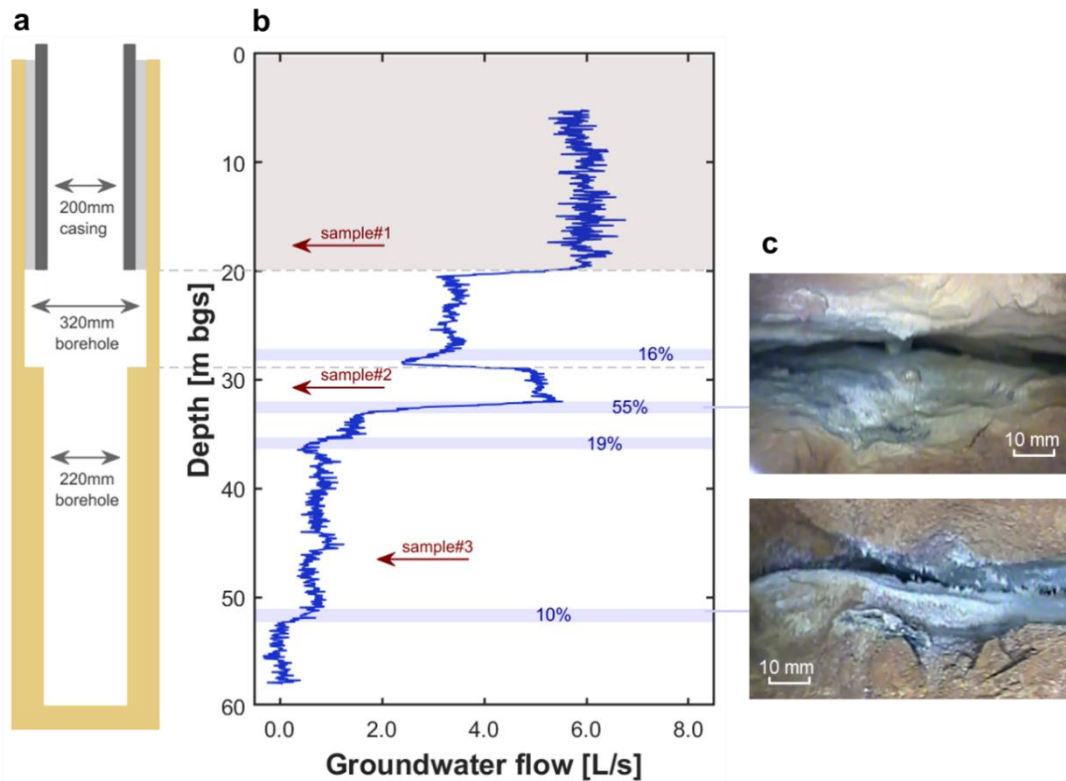 a
200mm
casing
320mm
borehole
220mm
borehole
b
0
10
20
30
40
50
60
Depth [m bgs]
sample#1
16%
sample#2
55%
19%
sample#3
10%
0.0 2.0 4.0 6.0 8.0
Groundwater flow [L/s]
c
10 mm
10 mm